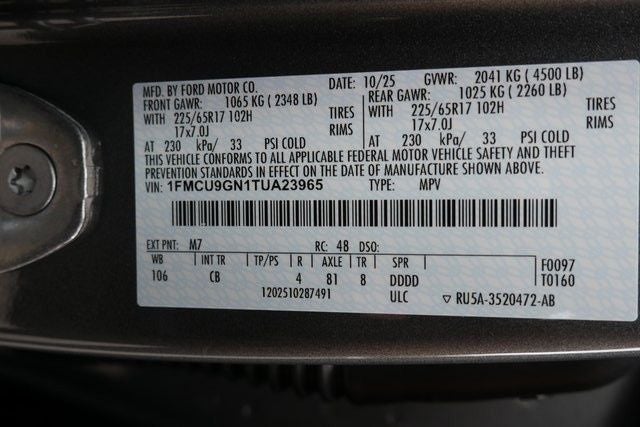 MFD. BY FORD MOTOR CO. DATE: 10/25 GVWR: 2041 KG ( 4500 LB)
FRONT GAWR: 1065 KG ( 2348 LB) REAR GAWR: 1025 KG ( 2260 LB)
WITH 225/65R17 102H TIRES WITH 225/65R17 102H TIRES
17x7.0J RIMS 17x7.0J RIMS
AT 230 kPa/ 33 PSI COLD AT 230 kPa/ 33 PSI COLD
THIS VEHICLE CONFORMS TO ALL APPLICABLE FEDERAL MOTOR VEHICLE SAFETY AND THEFT
PREVENTION STANDARDS IN EFFECT ON THE DATE OF MANUFACTURE SHOWN ABOVE.
VIN: 1FMCU9GN1TUA23965 TYPE: MPV
EXT PNT: M7 RC: 48 DSO:
WB INT TR TP/PS R AXLE TR SPR F0097
106 CB 4 81 8 DDDD T0160
1202510287491 ULC ▽ RU5A-3520472-AB